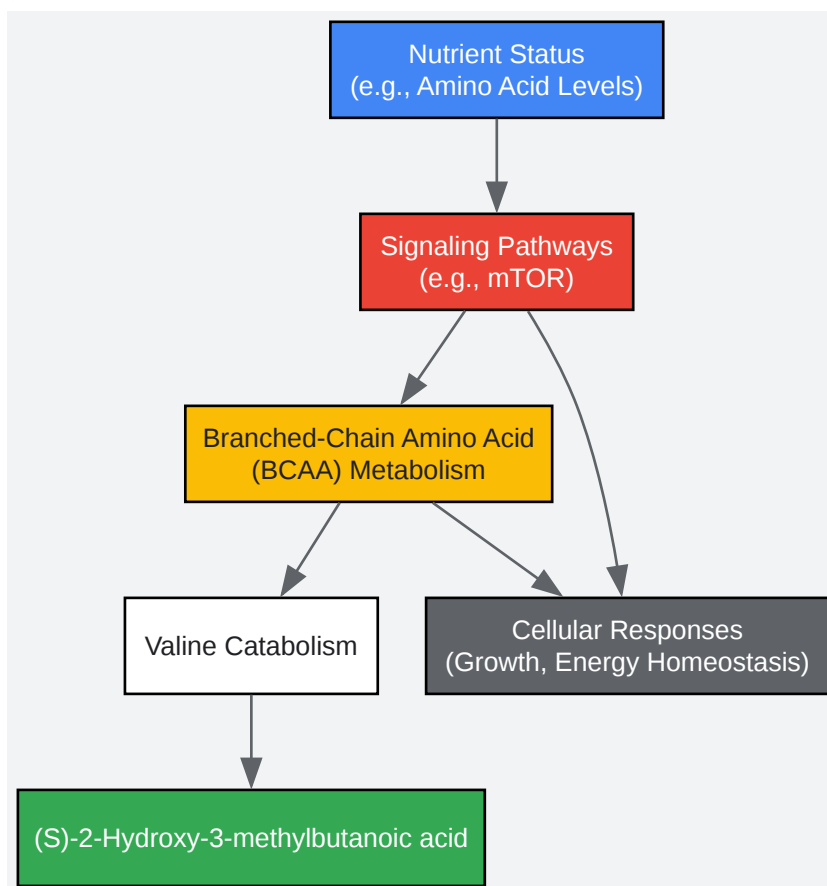 Nutrient Status
(e.g., Amino Acid Levels)
Signaling Pathways
(e.g., mTOR)
Branched-Chain Amino Acid
(BCAA) Metabolism
Valine Catabolism
Cellular Responses
(Growth, Energy Homeostasis)
(S)-2-Hydroxy-3-methylbutanoic acid